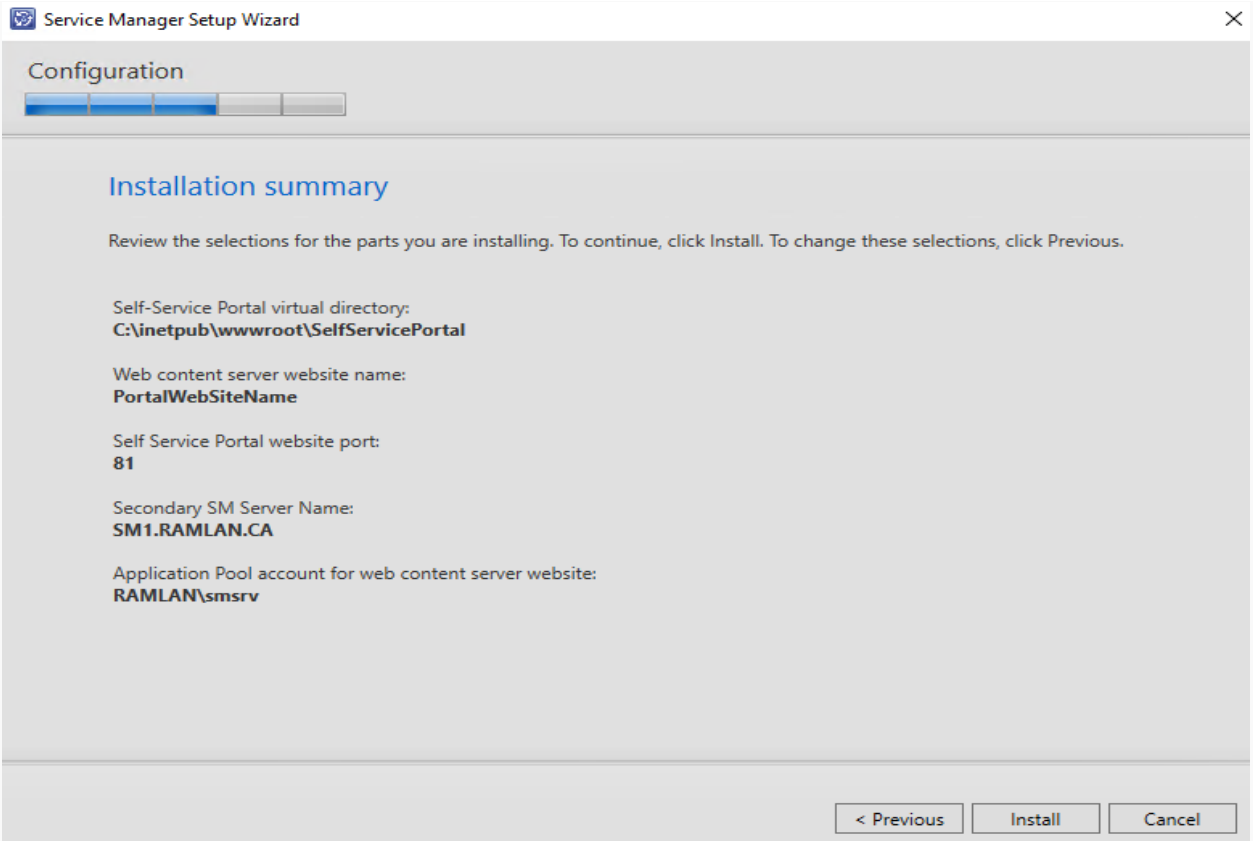 Service Manager Setup Wizard
Configuration
Installation summary
Review the selections for the parts you are installing. To continue, click Install. To change these selections, click Previous.
Self-Service Portal virtual directory:
C:\inetpub\wwwroot\SelfServicePortal
Web content server website name:
PortalWebSiteName
Self Service Portal website port:
81
Secondary SM Server Name:
SM1.RAMLAN.CA
Application Pool account for web content server website:
RAMLAN\smsrv
< Previous
Install
Cancel